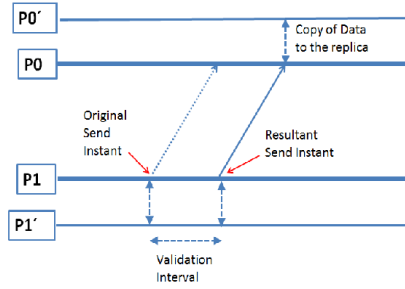 P0´
Copy of Data
to the replica
P0
Original
Send
Instant
Resultant
Send Instant
P1
P1´
Validation
Interval